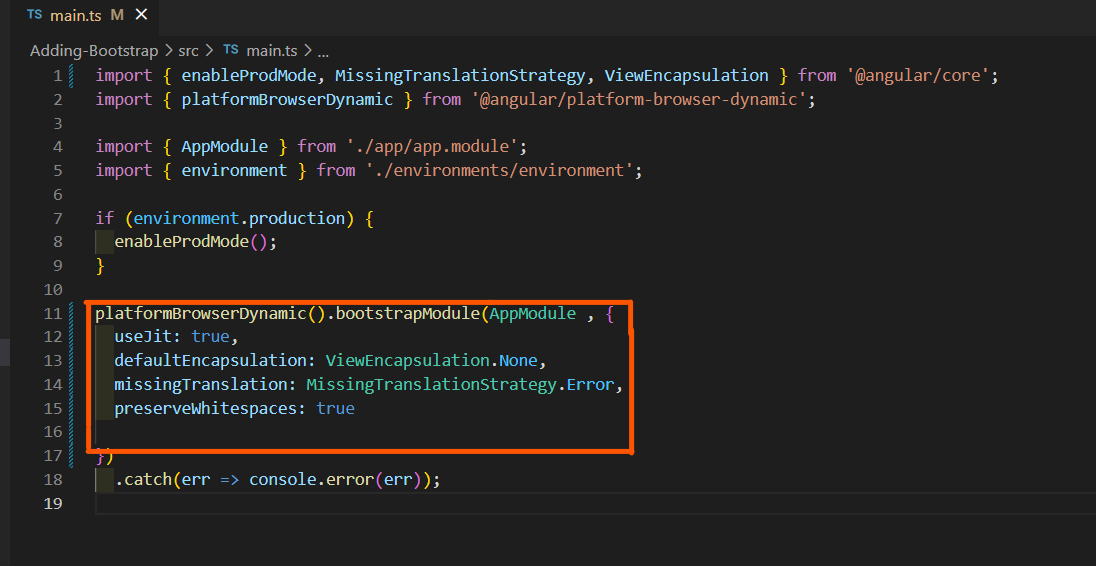 TS main.ts M ×
Adding-Bootstrap > src > TS main.ts > ...
1 import { enableProdMode, MissingTranslationStrategy, ViewEncapsulation } from '@angular/core';
2 import { platformBrowserDynamic } from '@angular/platform-browser-dynamic';
3
4 import { AppModule } from './app/app.module';
5 import { environment } from './environments/environment';
6
7 if (environment.production) {
8   enableProdMode();
9 }
10
11 platformBrowserDynamic().bootstrapModule(AppModule , {
12   useJit: true,
13   defaultEncapsulation: ViewEncapsulation.None,
14   missingTranslation: MissingTranslationStrategy.Error,
15   preserveWhitespaces: true
16
17 })
18   .catch(err => console.error(err));
19